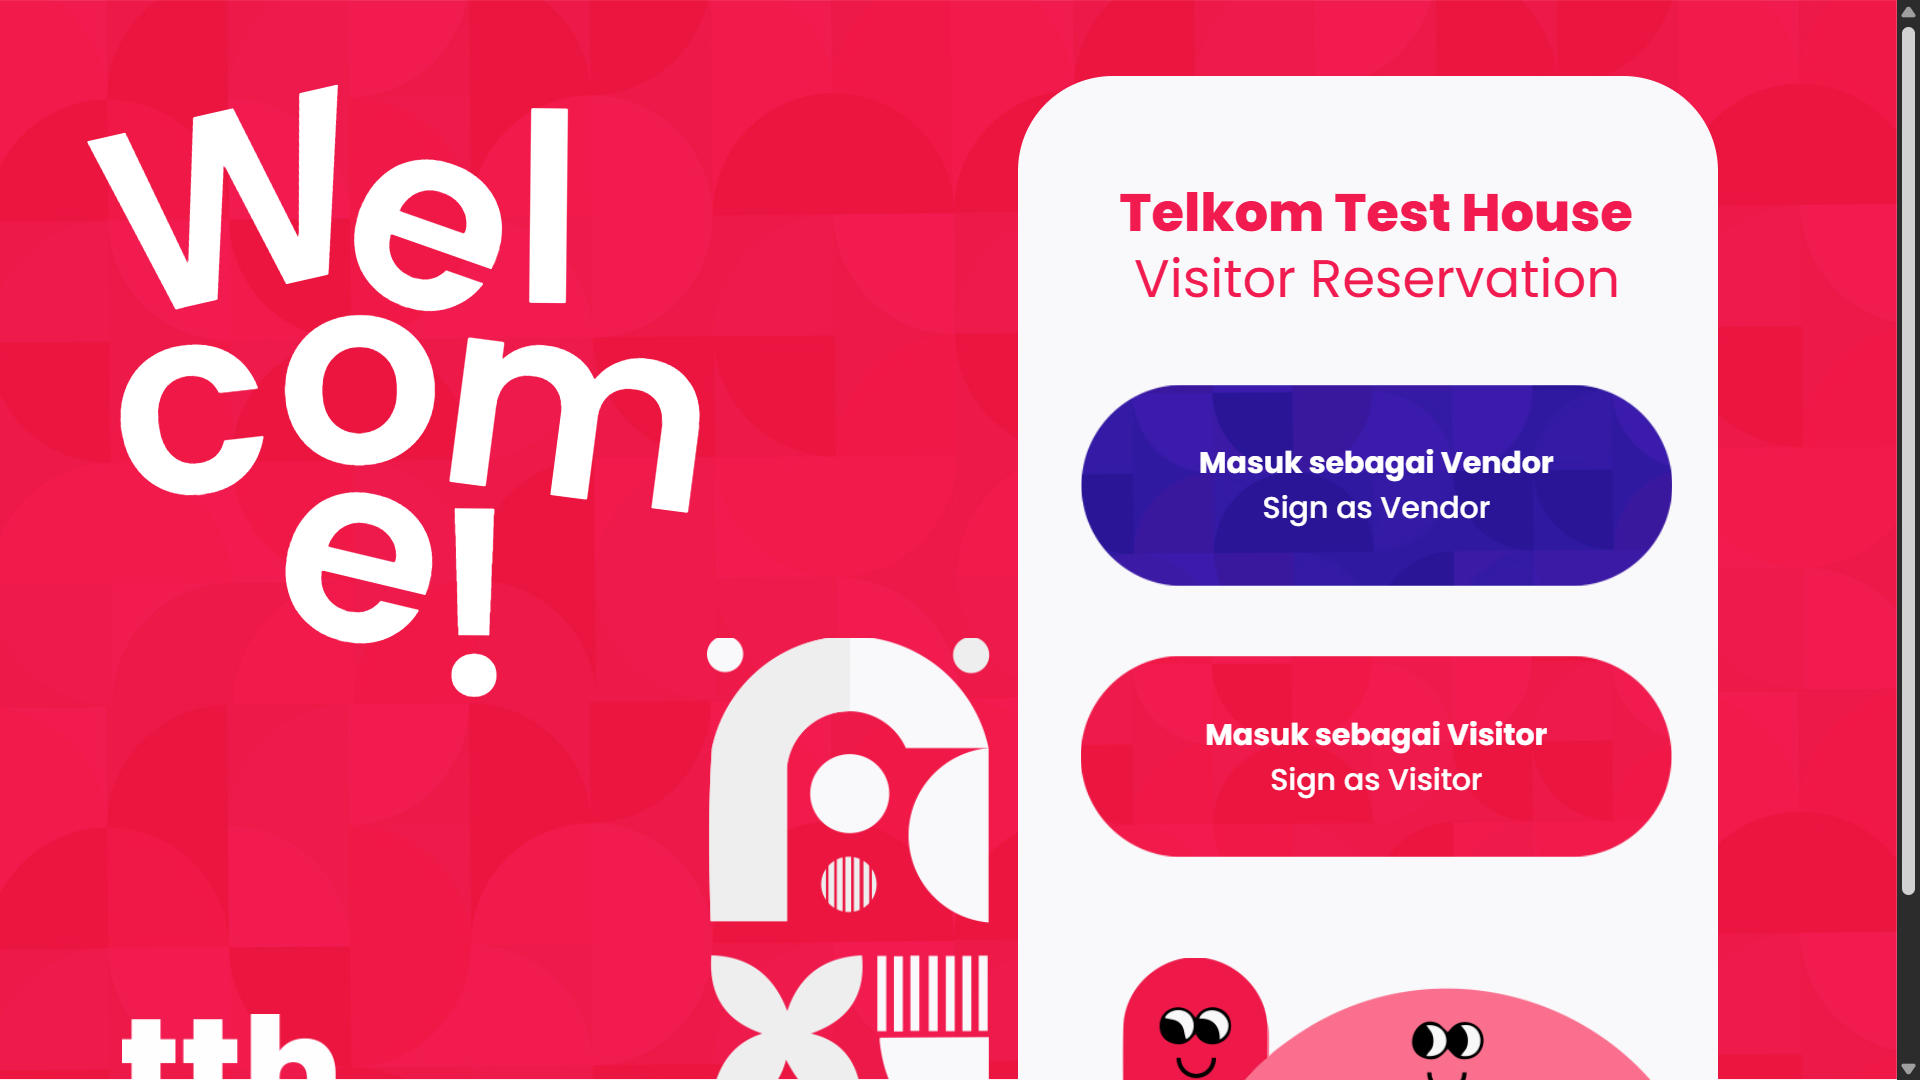 Wel
com
e!
tth
Telkom Test House
Visitor Reservation
Masuk sebagai Vendor
Sign as Vendor
Masuk sebagai Visitor
Sign as Visitor